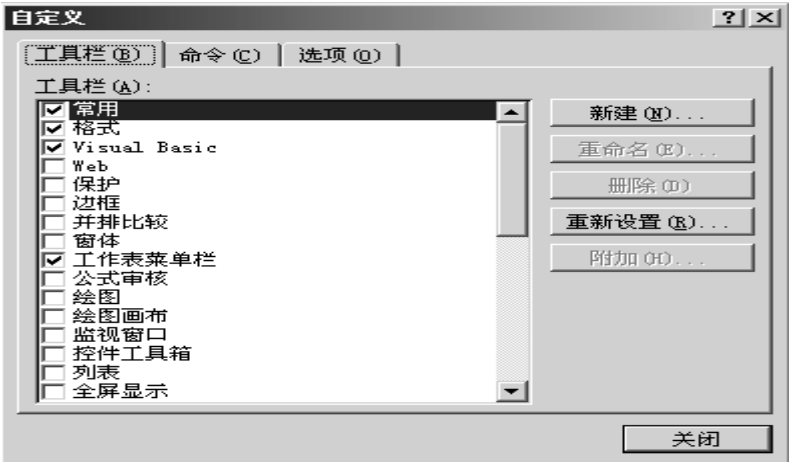 自定义
工具栏(B) 命令(C) 选项(O)
工具栏(A):
常用
格式
Visual Basic
Web
保护
边框
并排比较
窗体
工作表菜单栏
公式审核
绘图
绘图画布
监视窗口
控件工具箱
列表
全屏显示
新建(N)...
重命名(E)...
删除(D)
重新设置(R)...
附加(H)...
关闭